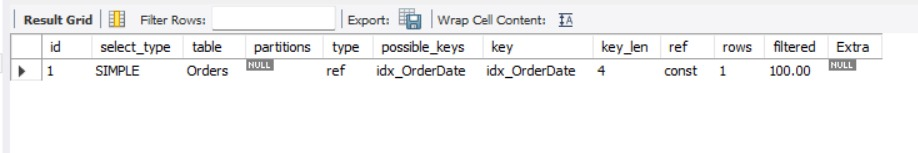 Result Grid Filter Rows: Export: Wrap Cell Content: IA
id select_type table partitions type possible_keys key key_len ref rows filtered Extra
1 SIMPLE Orders NULL ref idx_OrderDate idx_OrderDate 4 const 1 100.00 NULL